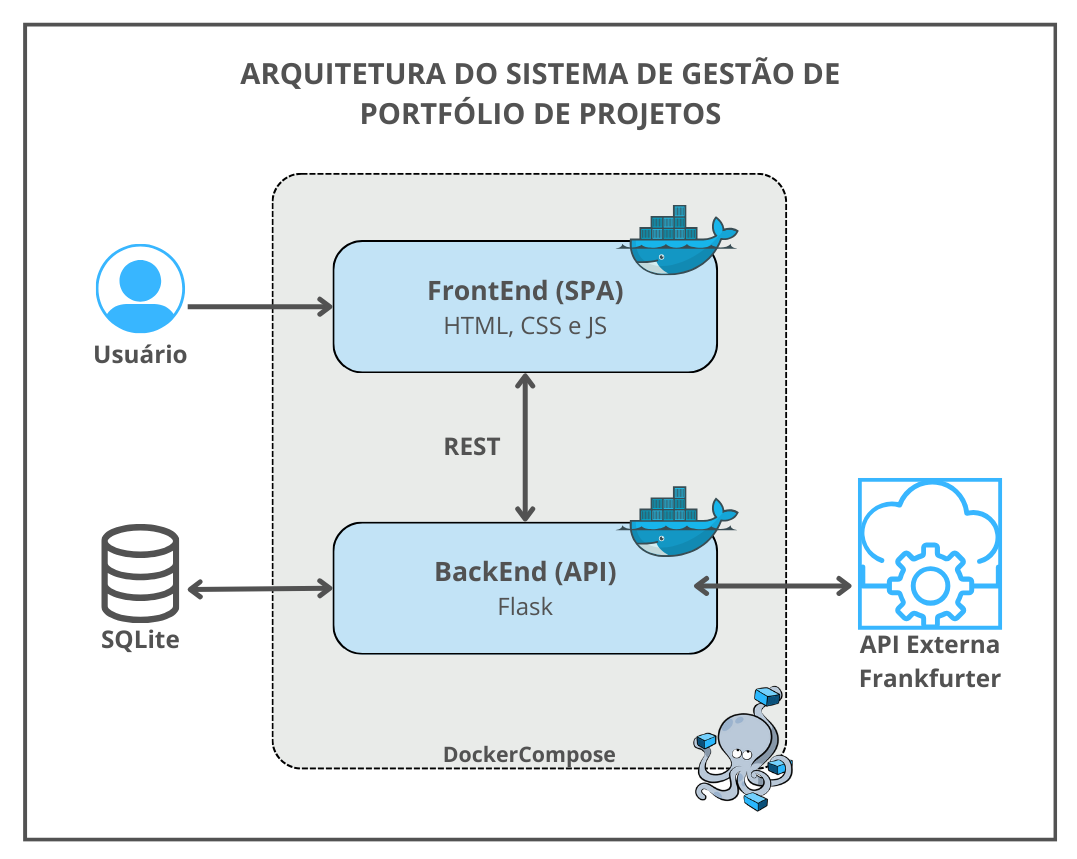 ARQUITETURA DO SISTEMA DE GESTÃO DE
PORTFÓLIO DE PROJETOS
FrontEnd (SPA)
HTML, CSS e JS
Usuário
REST
BackEnd (API)
Flask
SQLite
API Externa
Frankfurter
DockerCompose